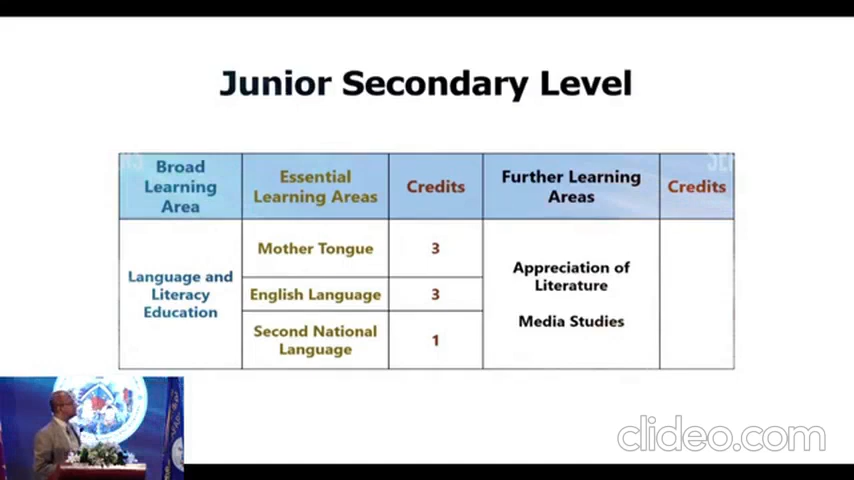 Junior Secondary Level
Broad
Learning
Area
Essential
Learning Areas
Credits
Further Learning
Areas
Credits
Language and
Literacy
Education
Mother Tongue
3
English Language
3
Second National
Language
1
Appreciation of
Literature
Media Studies
clideo.com